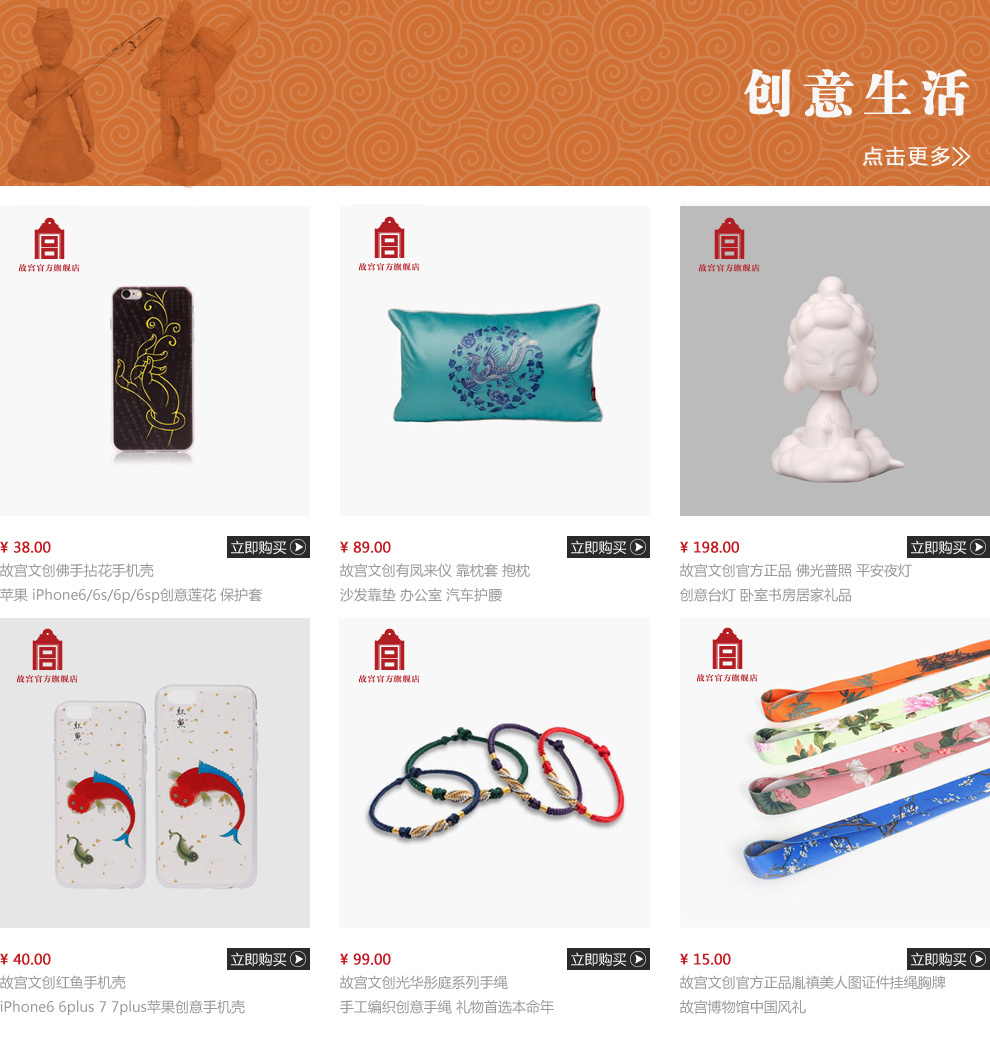 创意生活
点击更多
故宫官方旗舰店
故宫官方旗舰店
故宫官方旗舰店
¥ 38.00 立即购买
故宫文创佛手拈花手机壳
苹果 iPhone6/6s/6p/6sp创意莲花 保护套
¥ 89.00 立即购买
故宫文创有凤来仪 靠枕套 抱枕
沙发靠垫 办公室 汽车护腰
¥ 198.00 立即购买
故宫文创官方正品 佛光普照 平安夜灯
创意台灯 卧室书房居家礼品
故宫官方旗舰店
红鱼
红鱼
故宫官方旗舰店
故宫官方旗舰店
¥ 40.00 立即购买
故宫文创红鱼手机壳
iPhone6 6plus 7 7plus苹果创意手机壳
¥ 99.00 立即购买
故宫文创光华彤庭系列手绳
手工编织创意手绳 礼物首选本命年
¥ 15.00 立即购买
故宫文创官方正品胤禛美人图证件挂绳胸牌
故宫博物馆中国风礼